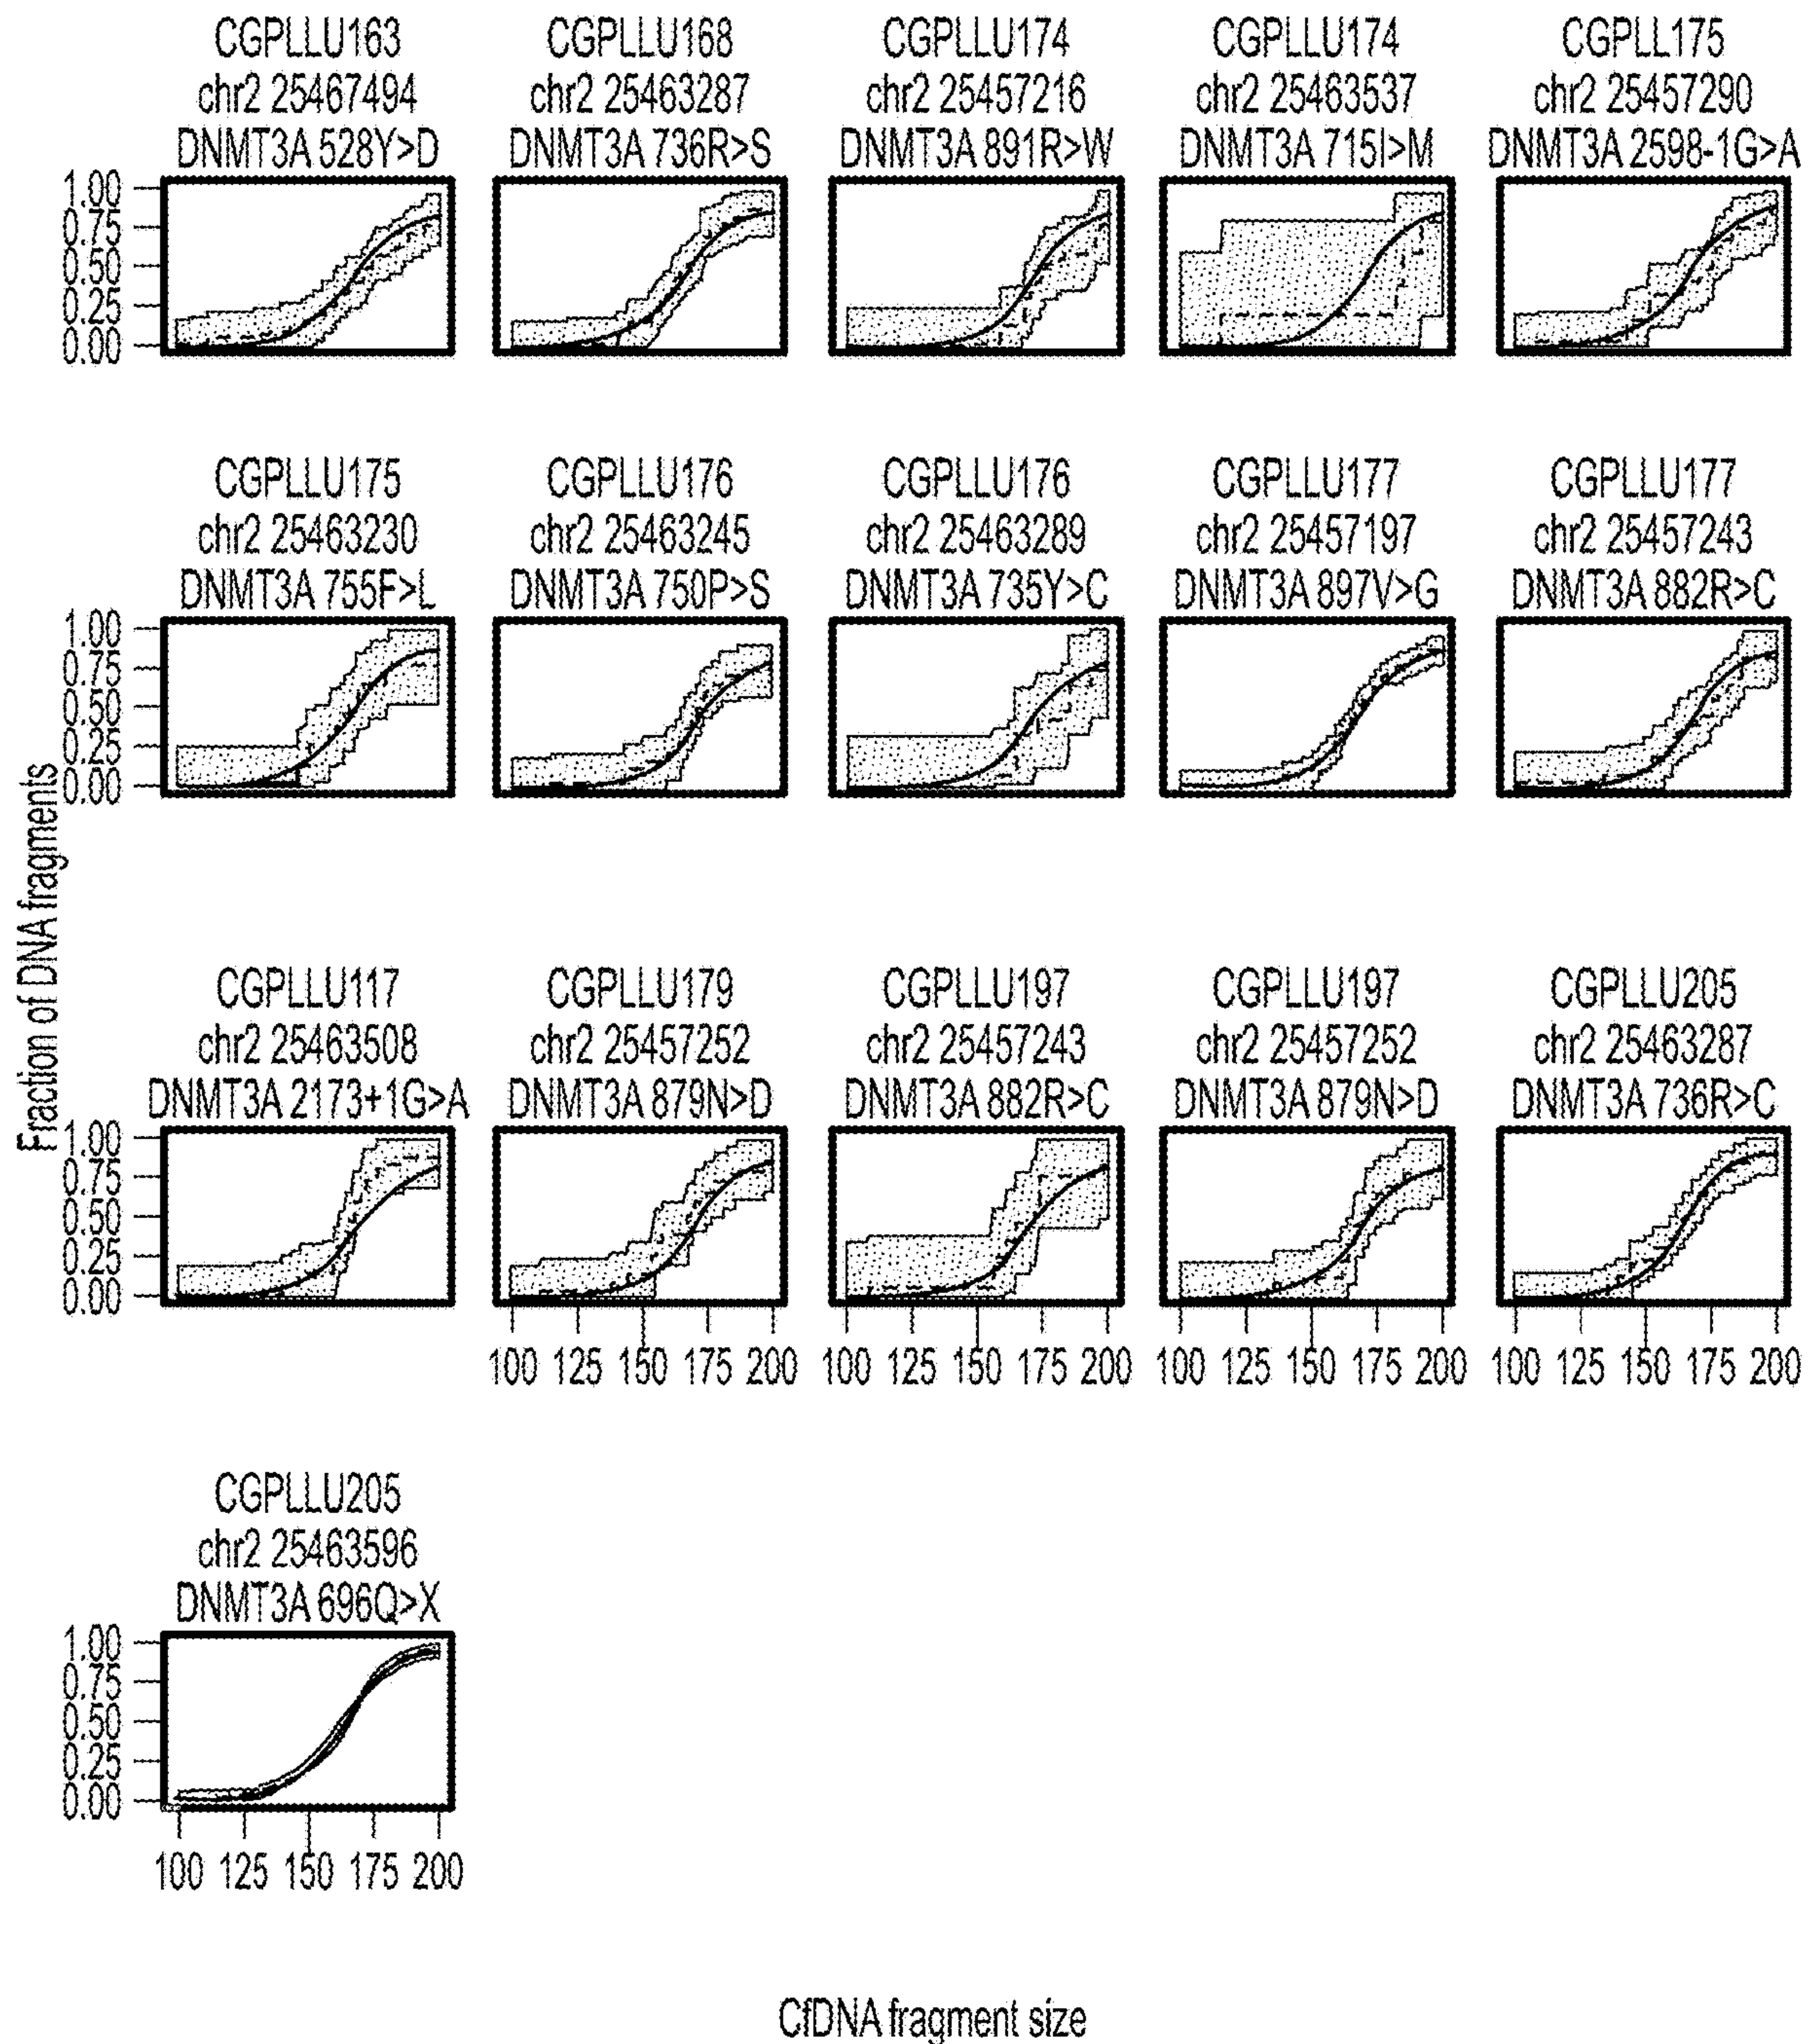 CGPLLU163
chr2 25467494
DNMT3A 528Y>D
CGPLLU168
chr2 25463287
DNMT3A 736R>S
CGPLLU174
chr2 25457216
DNMT3A 891R>W
CGPLLU174
chr2 25463537
DNMT3A 715I>M
CGPLL175
chr2 25457290
DNMT3A 2598-1G>A
1.00
0.75
0.50
0.25
0.00
CGPLLU175
chr2 25463230
DNMT3A 755F>L
CGPLLU176
chr2 25463245
DNMT3A 750P>S
CGPLLU176
chr2 25463289
DNMT3A 735Y>C
CGPLLU177
chr2 25457197
DNMT3A 897V>G
CGPLLU177
chr2 25457243
DNMT3A 882R>C
1.00
0.75
0.50
0.25
0.00
Fraction of DNA fragments
CGPLLU117
chr2 25463508
DNMT3A 2173+1G>A
CGPLLU179
chr2 25457252
DNMT3A 879N>D
CGPLLU197
chr2 25457243
DNMT3A 882R>C
CGPLLU197
chr2 25457252
DNMT3A 879N>D
CGPLLU205
chr2 25463287
DNMT3A 736R>C
1.00
0.75
0.50
0.25
0.00
100 125 150 175 200
100 125 150 175 200
100 125 150 175 200
100 125 150 175 200
CGPLLU205
chr2 25463596
DNMT3A 696Q>X
1.00
0.75
0.50
0.25
0.00
100 125 150 175 200
CfDNA fragment size